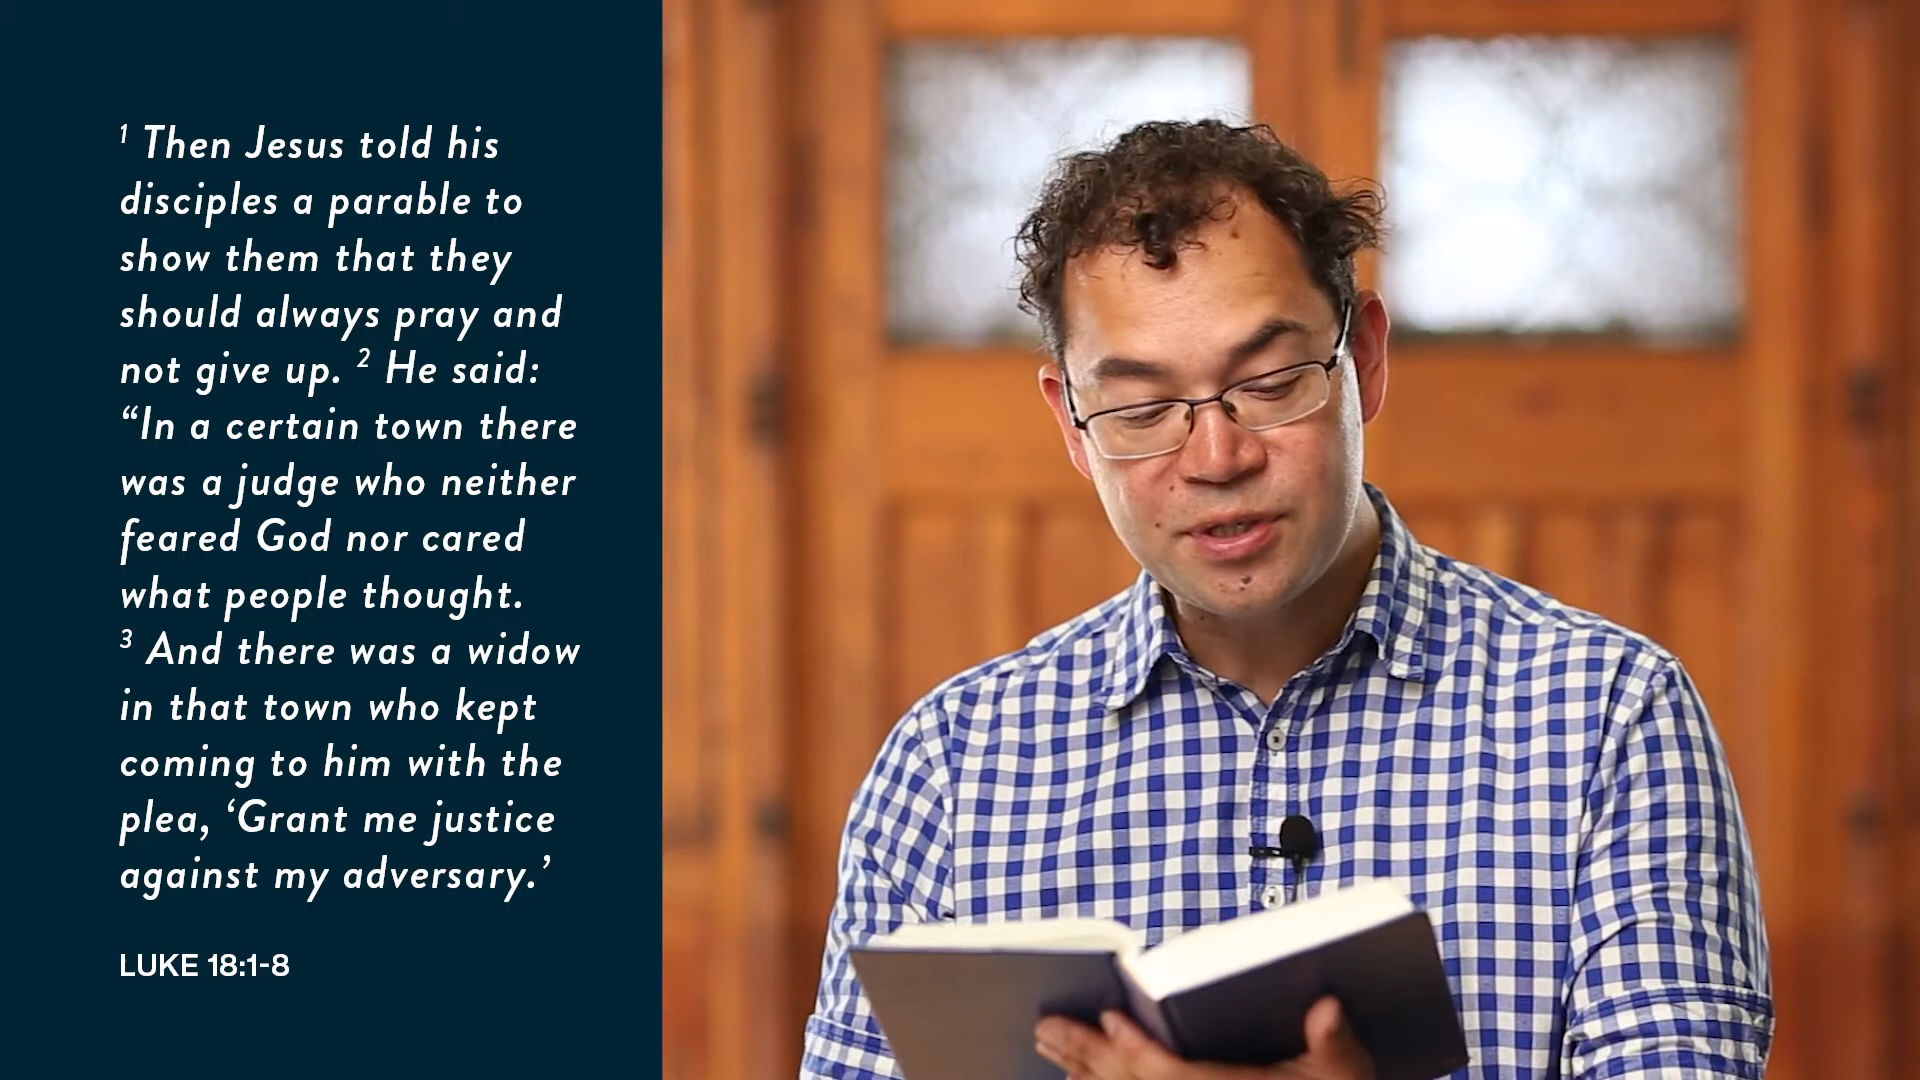 ¹ Then Jesus told his
disciples a parable to
show them that they
should always pray and
not give up. ² He said:
“In a certain town there
was a judge who neither
feared God nor cared
what people thought.
³ And there was a widow
in that town who kept
coming to him with the
plea, ‘Grant me justice
against my adversary.’
LUKE 18:1-8